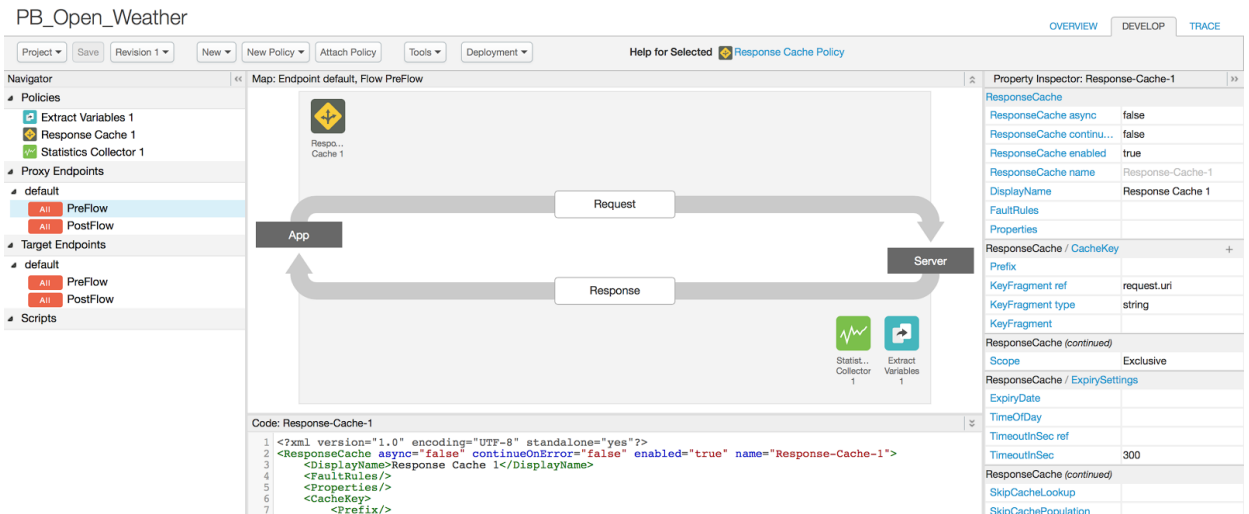 PB_Open_Weather
OVERVIEW DEVELOP TRACE
Project Save Revision 1 New New Policy Attach Policy Tools Deployment Help for Selected Response Cache Policy
Navigator
Policies
Extract Variables 1
Response Cache 1
Statistics Collector 1
Proxy Endpoints
default
All PreFlow
All PostFlow
Target Endpoints
default
All PreFlow
All PostFlow
Scripts
Map: Endpoint default, Flow PreFlow
Respo...
Cache 1
Request
App
Server
Response
Statist...
Collector
1
Extract
Variables
1
Code: Response-Cache-1
1 <?xml version="1.0" encoding="UTF-8" standalone="yes"?>
2 <ResponseCache async="false" continueOnError="false" enabled="true" name="Response-Cache-1">
3 <DisplayName>Response Cache 1</DisplayName>
4 <FaultRules/>
5 <Properties/>
6 <CacheKey>
7 <Prefix/>
Property Inspector: Response-Cache-1
ResponseCache
ResponseCache async false
ResponseCache continu... false
ResponseCache enabled true
ResponseCache name Response-Cache-1
DisplayName Response Cache 1
FaultRules
Properties
ResponseCache / CacheKey +
Prefix
KeyFragment ref request.uri
KeyFragment type string
KeyFragment
ResponseCache (continued)
Scope Exclusive
ResponseCache / ExpirySettings
ExpiryDate
TimeOfDay
TimeoutInSec ref
TimeoutInSec 300
ResponseCache (continued)
SkipCacheLookup
SkipCachePopulation